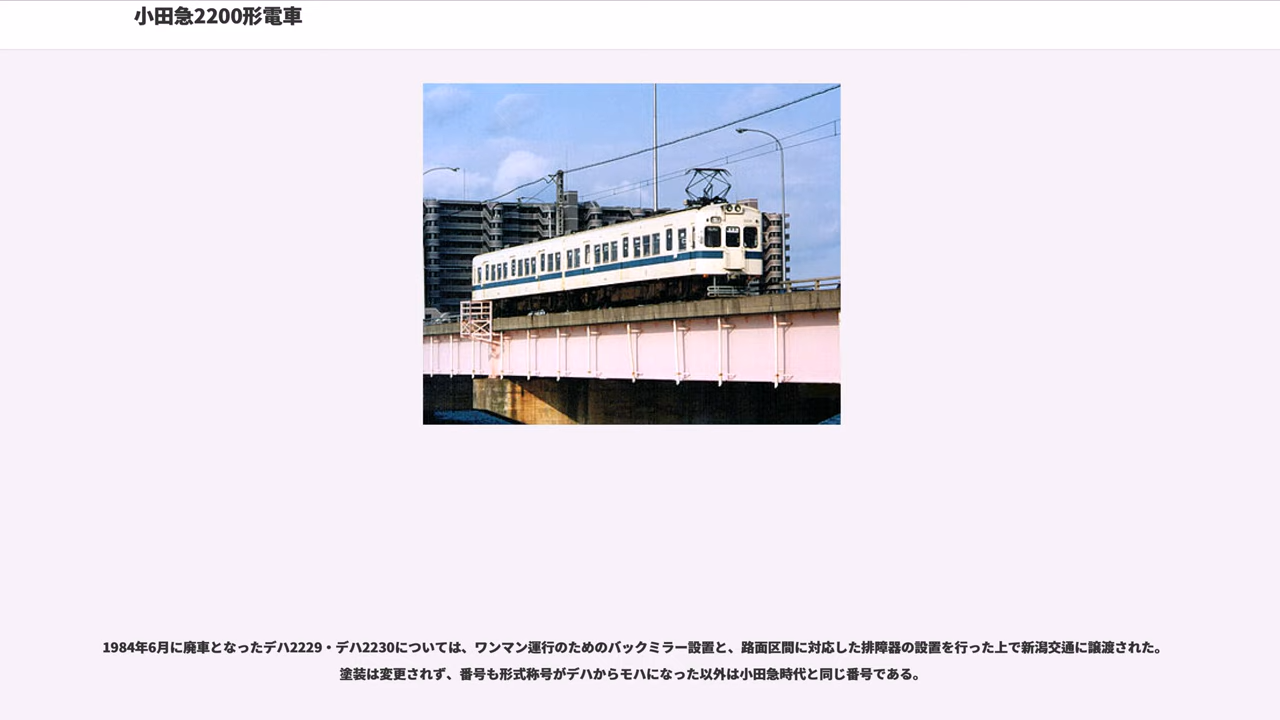 小田急2200形電車
1984年6月に廃車となったデハ2229・デハ2230については、ワンマン運行のためのバックミラー設置と、路面区間に対応した排障器の設置を行った上で新潟交通に譲渡された。
塗装は変更されず、番号も形式称号がデハからモハになった以外は小田急時代と同じ番号である。